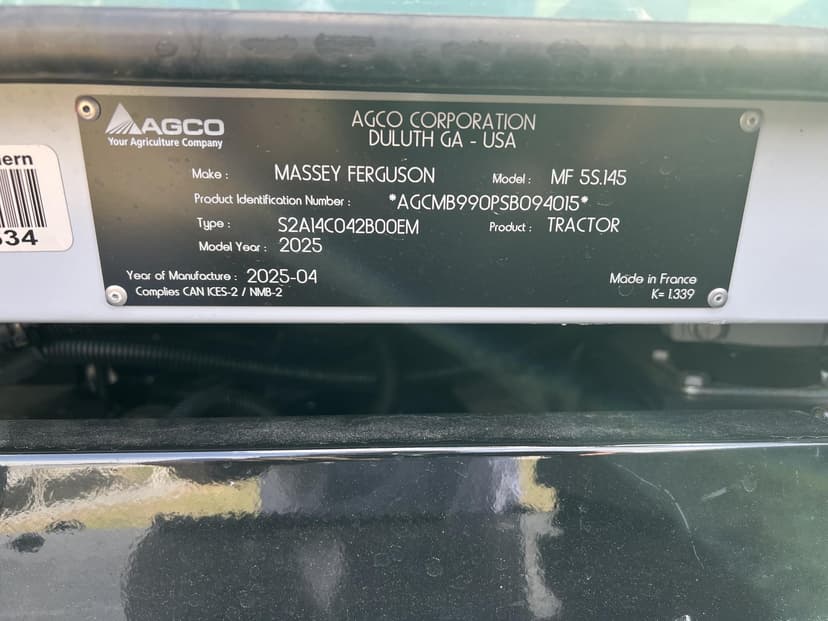 AGCO
Your Agriculture Company
AGCO CORPORATION
DULUTH GA - USA
Make : MASSEY FERGUSON Model : MF 5S.145
Product Identification Number : *AGCMB990PSB094015*
Type : S2A14C042B00EM Product : TRACTOR
Model Year : 2025
Year of Manufacture : 2025-04 Made in France
Complies CAN ICES-2 / NMB-2 K= 1.339